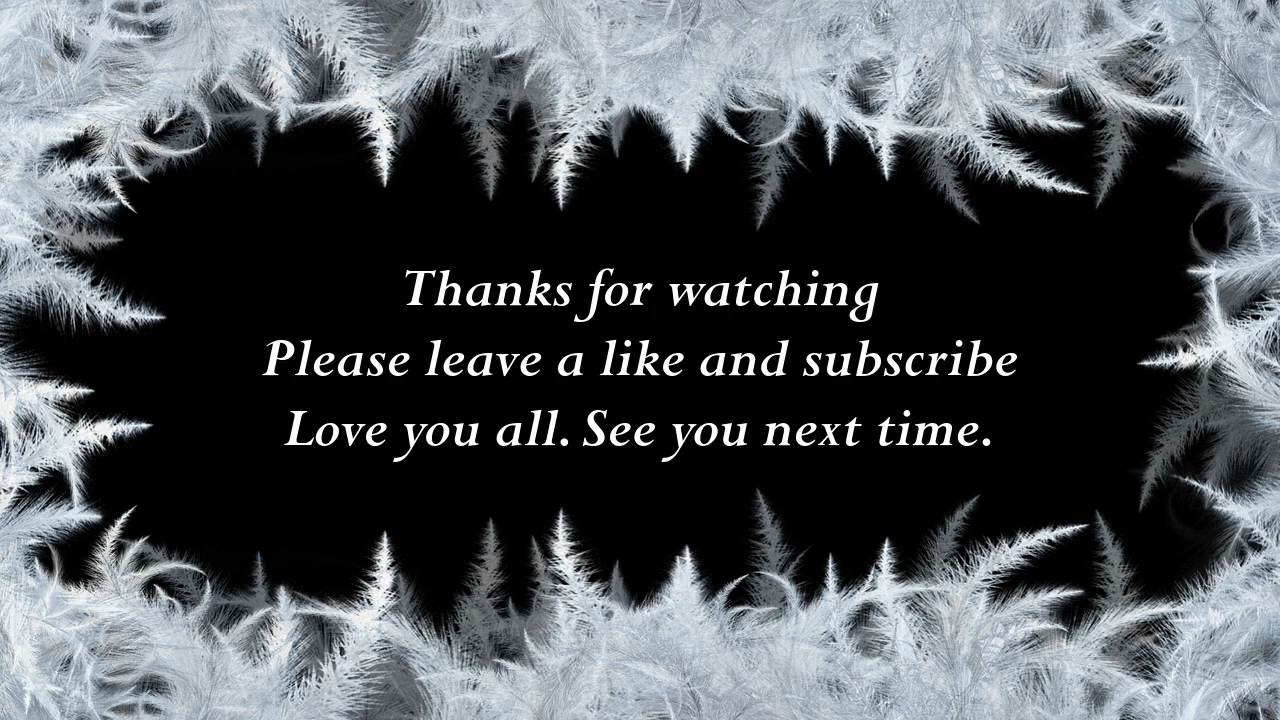 Thanks for watching
Please leave a like and subscribe
Love you all. See you next time.